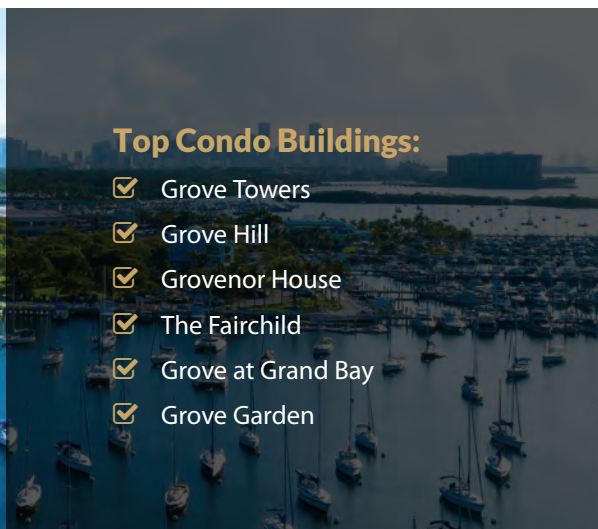 Top Condo Buildings:
Grove Towers
Grove Hill
Grovenor House
The Fairchild
Grove at Grand Bay
Grove Garden